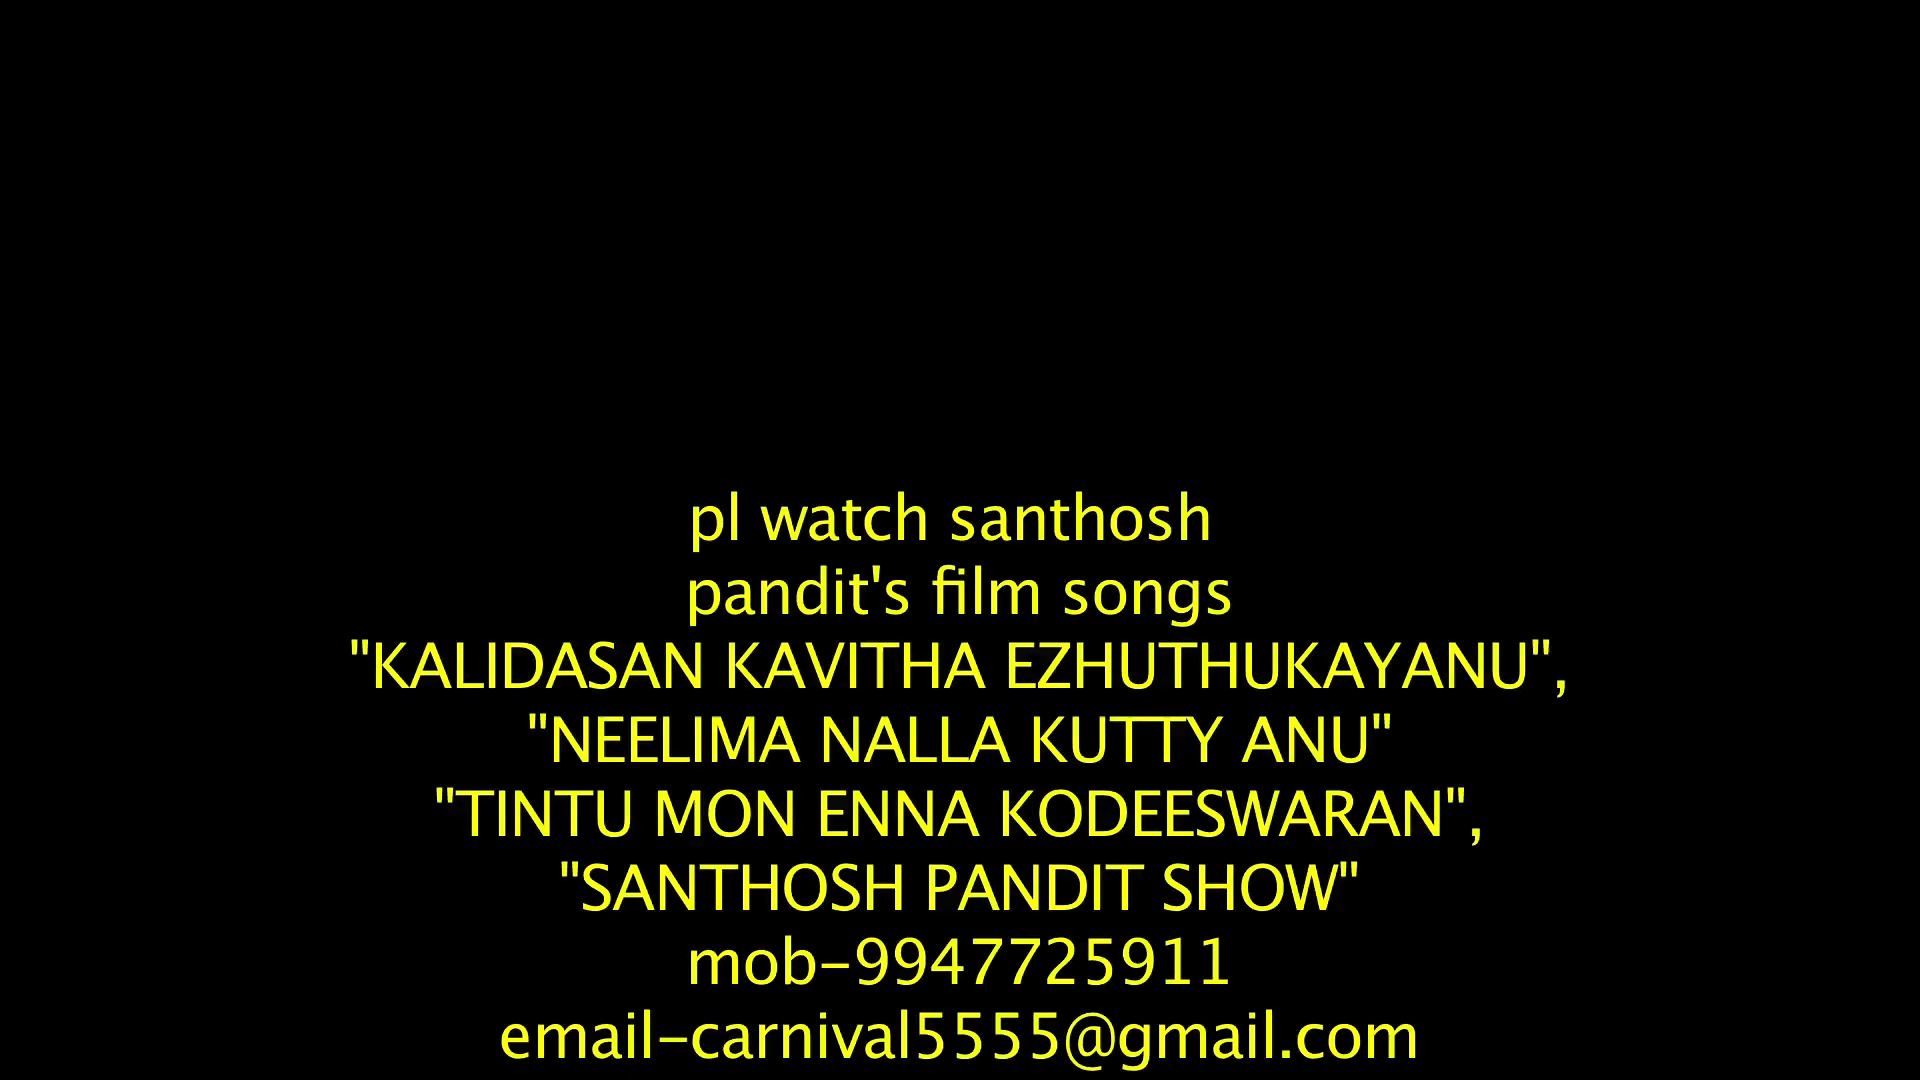 pl watch santhosh
pandit's film songs
"KALIDASAN KAVITHA EZHUTHUKAYANU",
"NEELIMA NALLA KUTTY ANU"
"TINTU MON ENNA KODEESWARAN",
"SANTHOSH PANDIT SHOW"
mob-9947725911
email-carnival5555@gmail.com